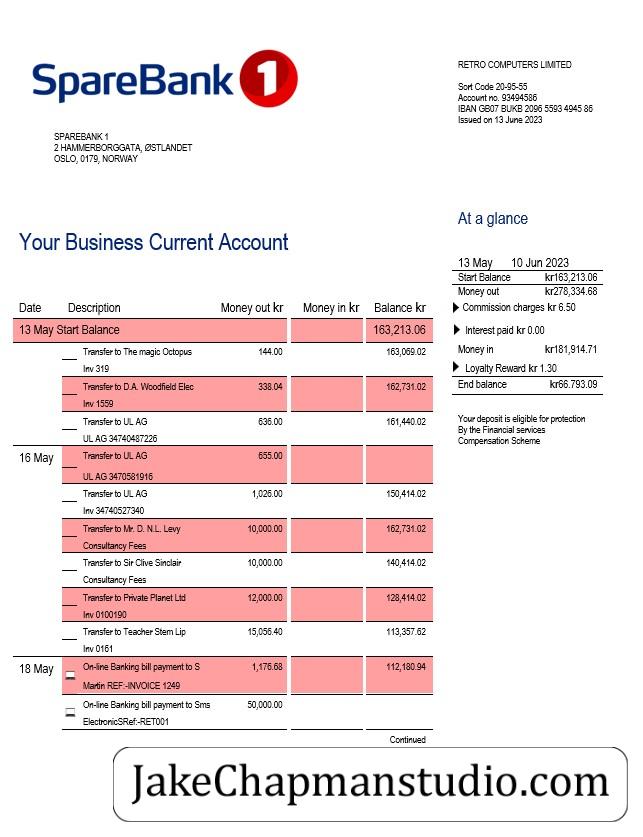 SpareBank 1
RETRO COMPUTERS LIMITED
Sort Code 20-95-55
Account no. 93494586
IBAN GB07 BUKB 2096 5593 4945 86
Issued on 13 June 2023
SPAREBANK 1
2 HAMMERBORGGATA, ØSTLANDET
OSLO, 0179, NORWAY
At a glance
13 May 10 Jun 2023
Start Balance kr163,213.06
Money out kr278,334.68
Commission charges kr 6.50
Interest paid kr 0.00
Money in kr181,914.71
Loyalty Reward kr 1.30
End balance kr66.793.09
Your deposit is eligible for protection
By the Financial services
Compensation Scheme
Your Business Current Account
Date Description Money out kr Money in kr Balance kr
13 May Start Balance 163,213.06
Transfer to The magic Octopus 144.00 163,069.02
Inv 319
Transfer to D.A. Woodfield Elec 338.04 162,731.02
Inv 1559
Transfer to UL AG 636.00 161,440.02
UL AG 34740487226
16 May Transfer to UL AG 655.00
UL AG 3470581916
Transfer to UL AG 1,026.00 150,414.02
Inv 34740527340
Transfer to Mr. D. N.L. Levy 10,000.00 162,731.02
Consultancy Fees
Transfer to Sir Clive Sinclair 10,000.00 140,414.02
Consultancy Fees
Transfer to Private Planet Ltd 12,000.00 128,414.02
Inv 0100190
Transfer to Teacher Stem Lip 15,056.40 113,357.62
Inv 0161
18 May On-line Banking bill payment to S 1,176.68 112,180.94
Martin REF:-INVOICE 1249
On-line Banking bill payment to Sms 50,000.00
ElectronicSRef:-RET001
Continued
JakeChapmanstudio.com